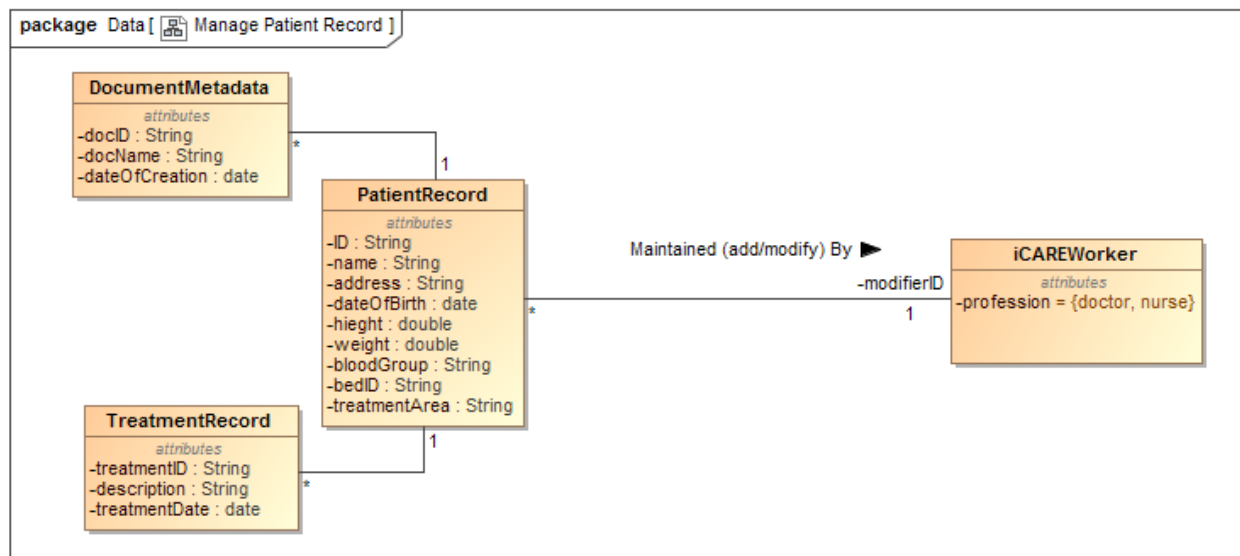 package Data [ Manage Patient Record ]
DocumentMetadata
attributes
-docID : String
-docName : String
-dateOfCreation : date
*
1
PatientRecord
attributes
-ID : String
-name : String
-address : String
-dateOfBirth : date
-hieght : double
-weight : double
-bloodGroup : String
-bedID : String
-treatmentArea : String
Maintained (add/modify) By
-modifierID
*
1
iCAREWorker
attributes
-profession = {doctor, nurse}
TreatmentRecord
attributes
-treatmentID : String
-description : String
-treatmentDate : date
1
*